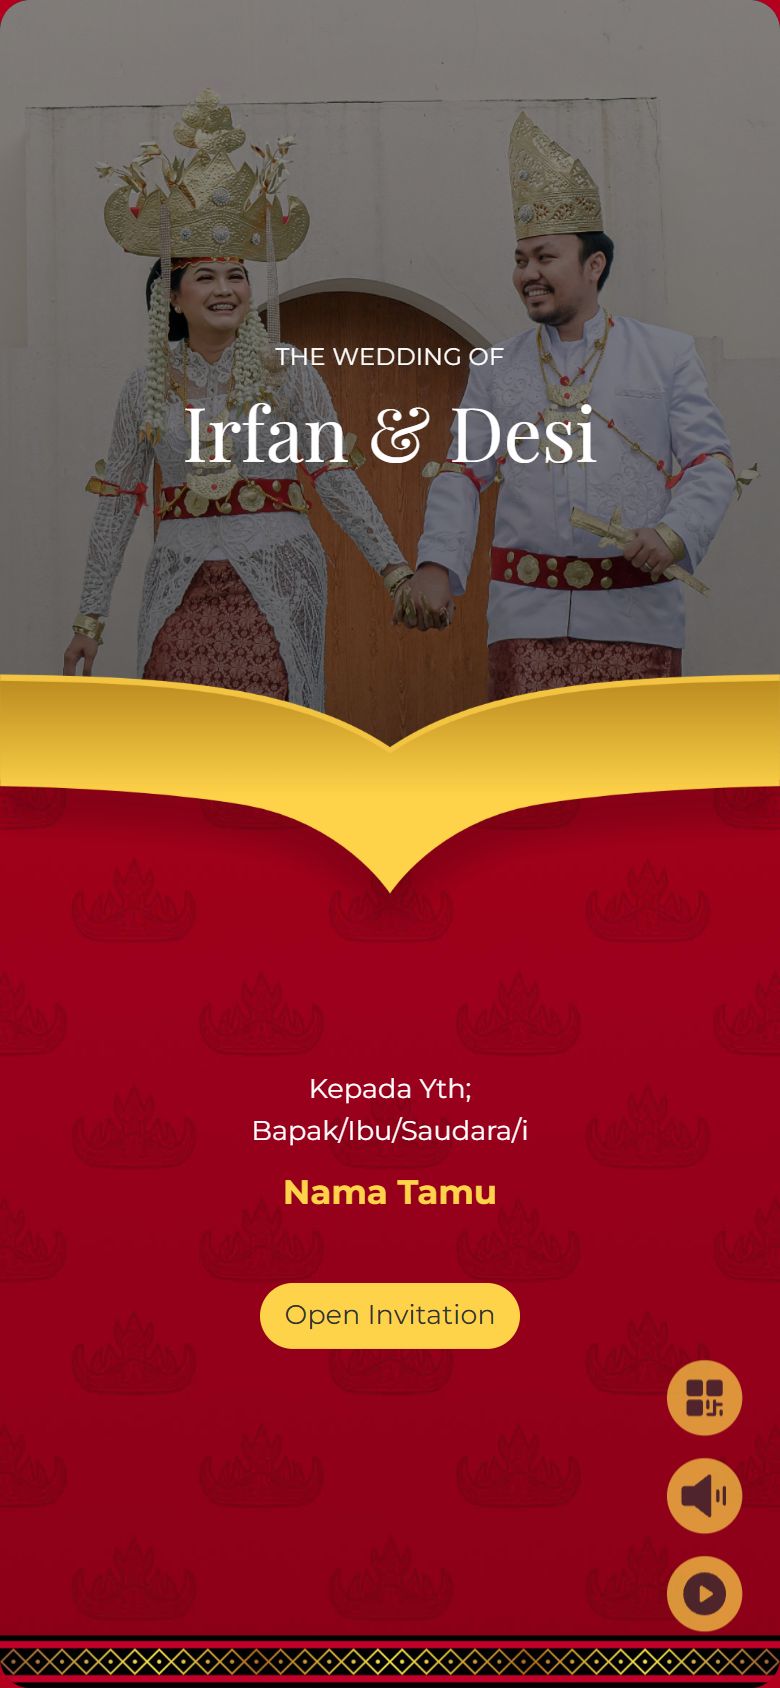 THE WEDDING OF
Irfan & Desi
Kepada Yth;
Bapak/Ibu/Saudara/i
Nama Tamu
Open Invitation